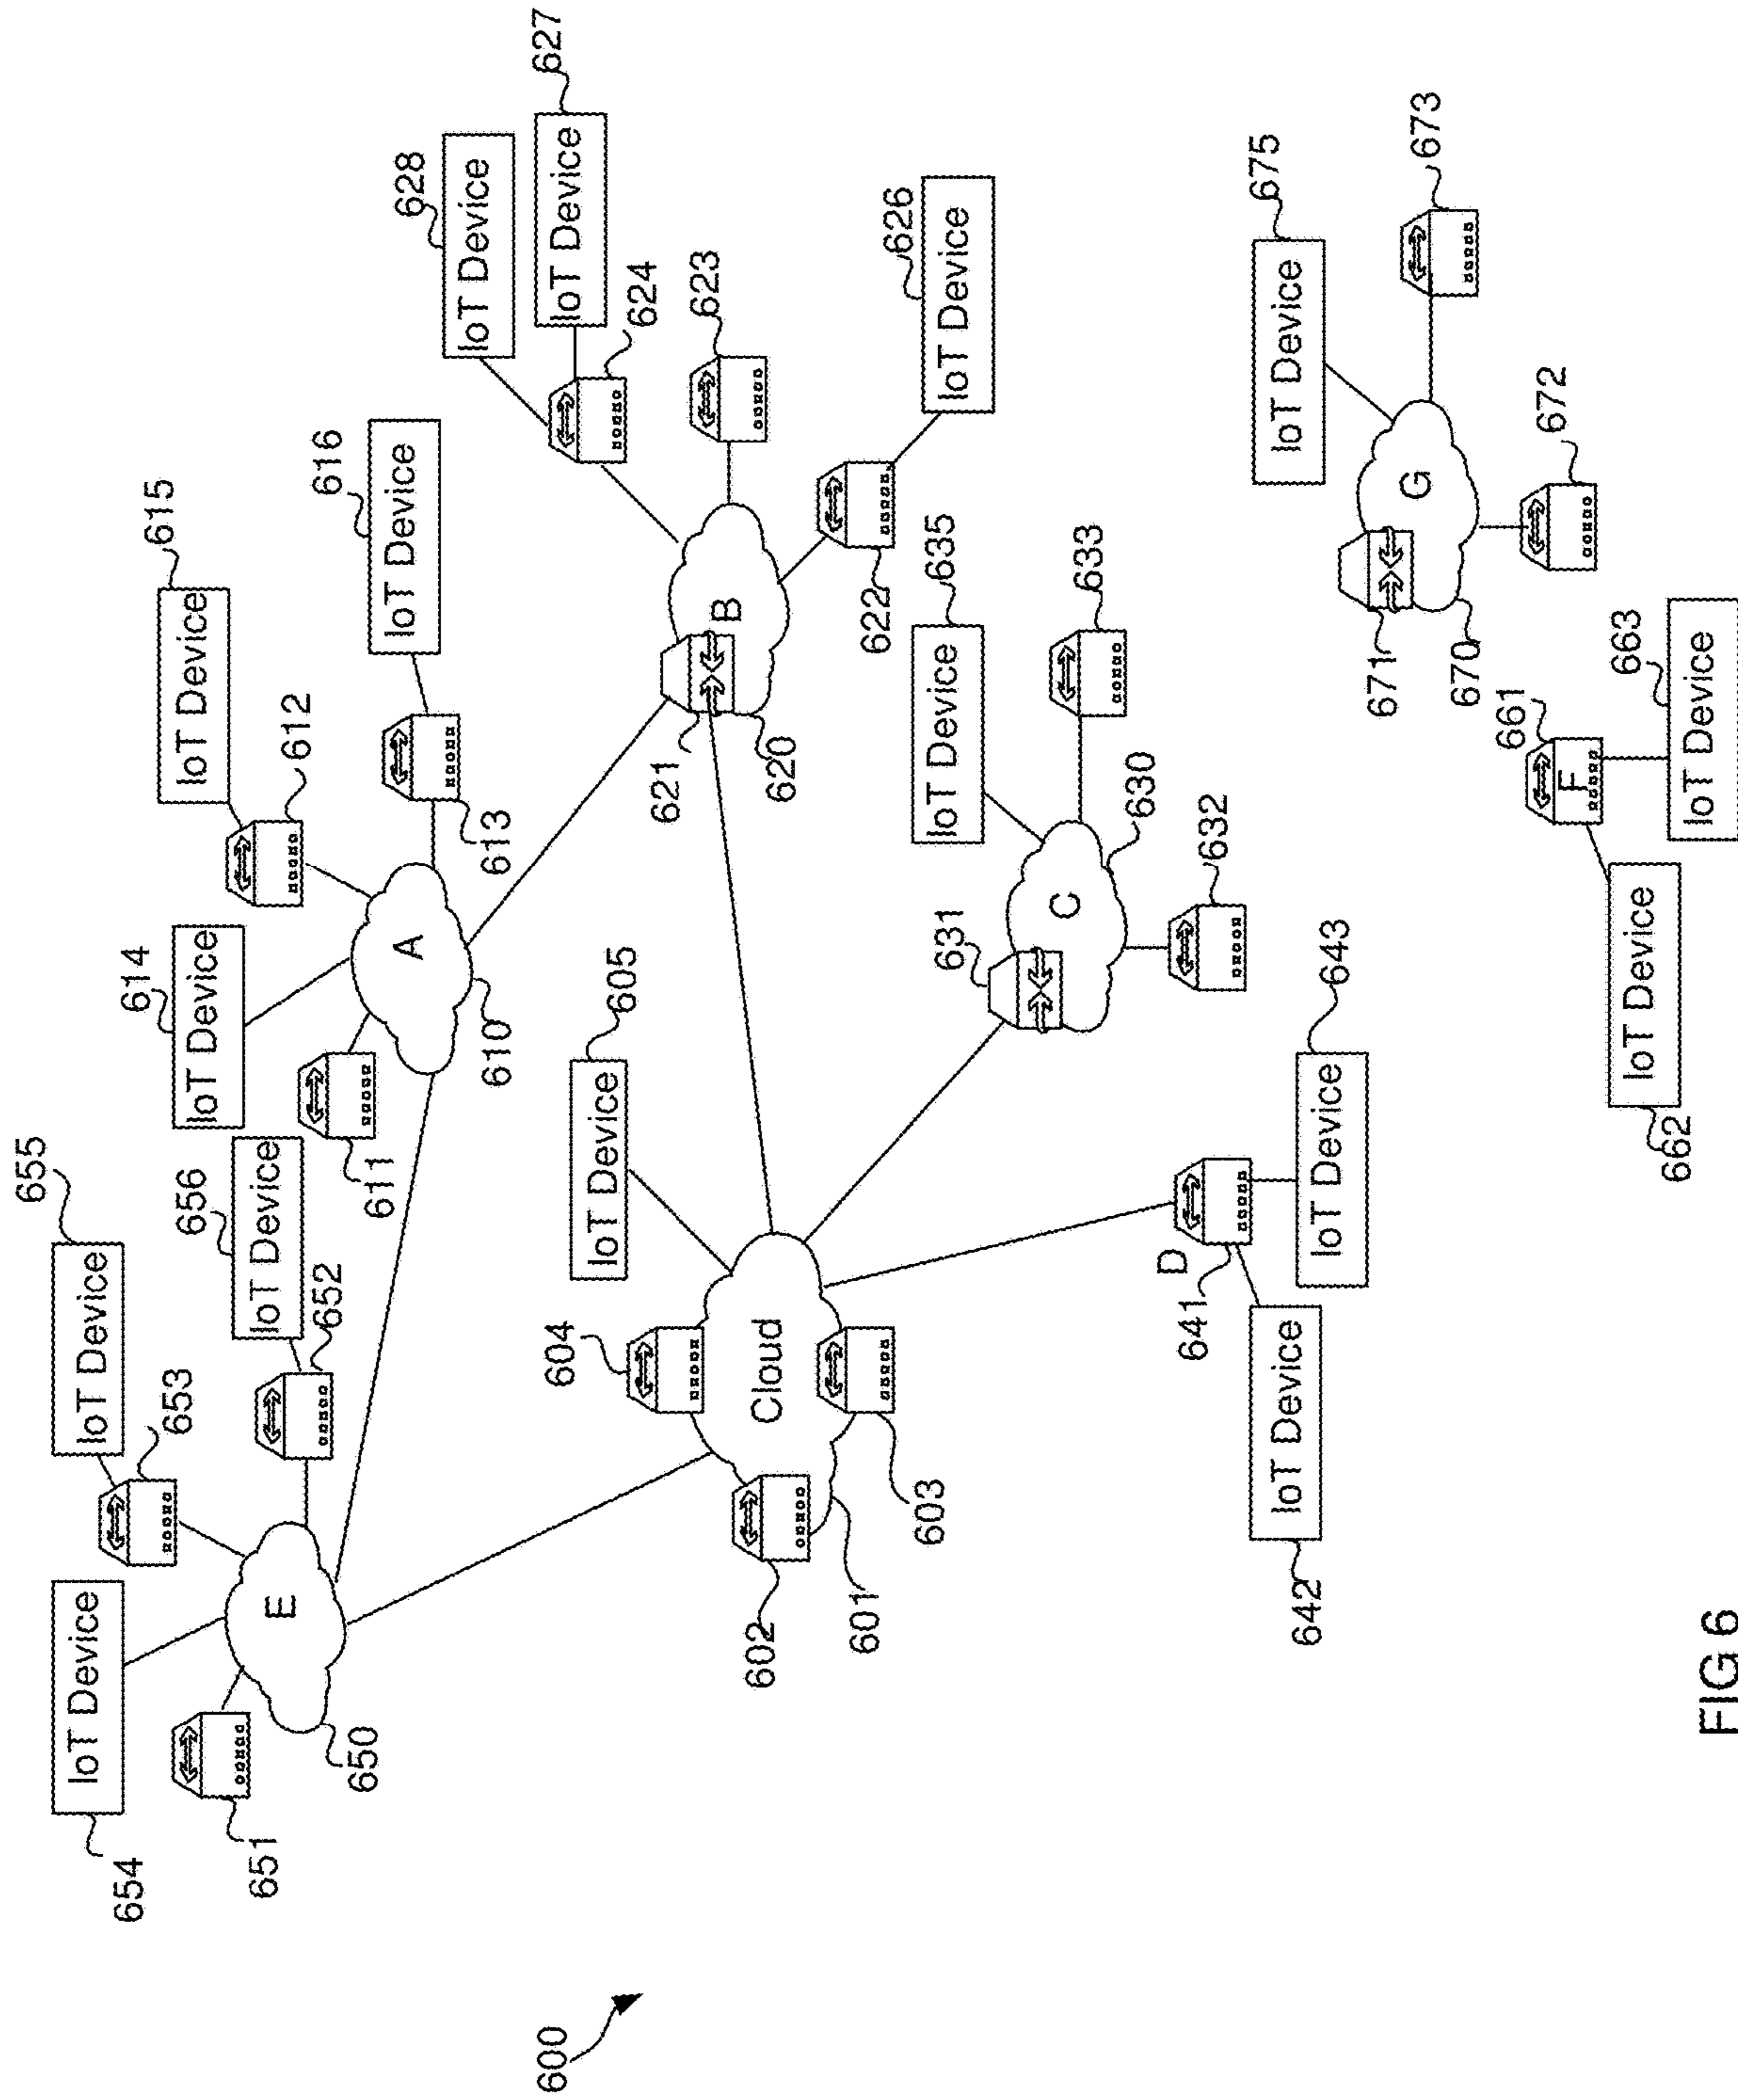 600
654
IoT Device
651
650
E
653
IoT Device
655
652
IoT Device
656
611
614
IoT Device
610
A
612
IoT Device
615
613
IoT Device
616
602
601
603
604
Cloud
IoT Device
605
621
620
B
622
IoT Device
626
623
624
IoT Device
628
IoT Device
627
631
C
630
632
633
IoT Device
635
D
641
642
IoT Device
IoT Device
643
662
IoT Device
661
F
IoT Device
663
671
670
G
672
673
IoT Device
675
FIG 6